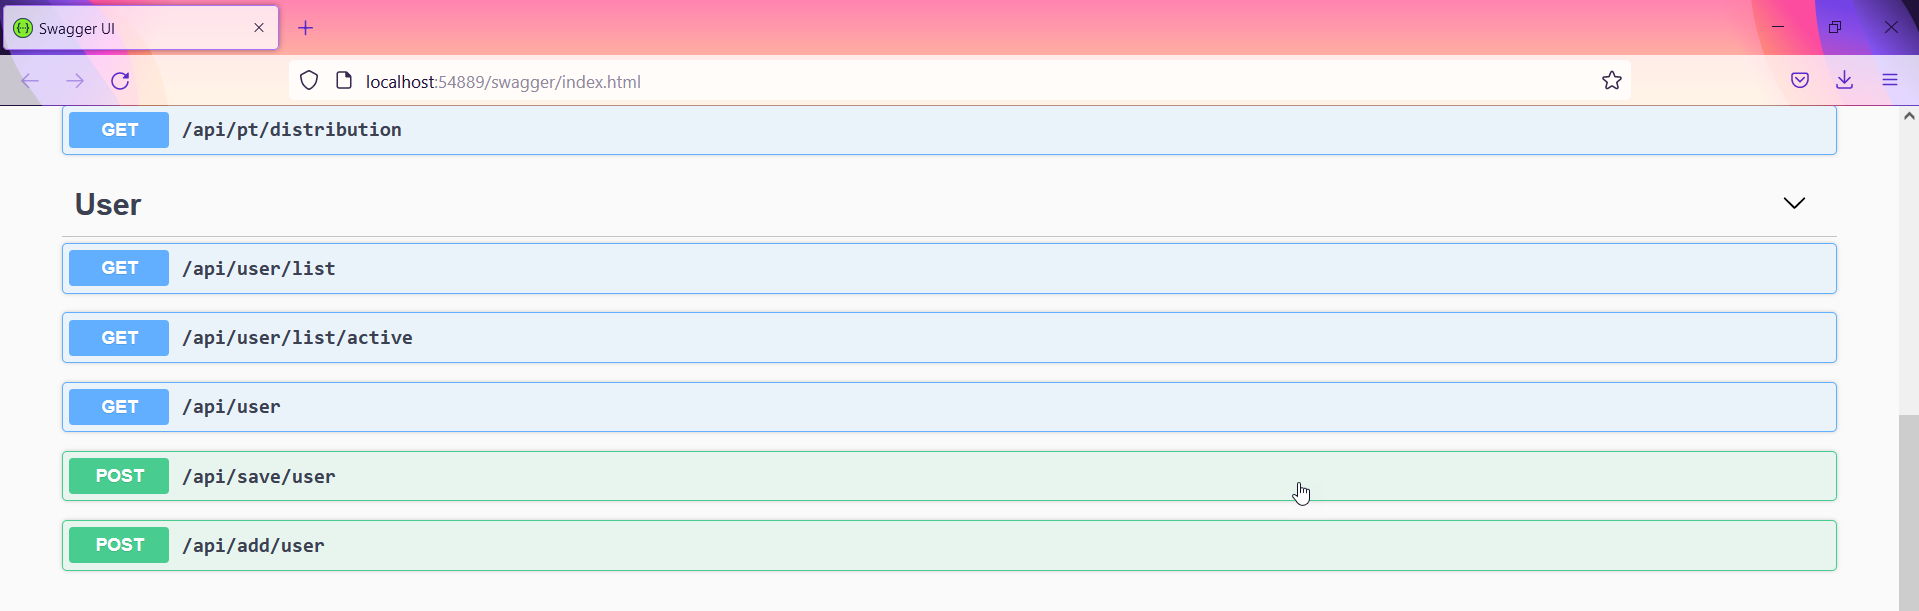 Swagger UI
localhost:54889/swagger/index.html
GET /api/pt/distribution
User
GET /api/user/list
GET /api/user/list/active
GET /api/user
POST /api/save/user
POST /api/add/user